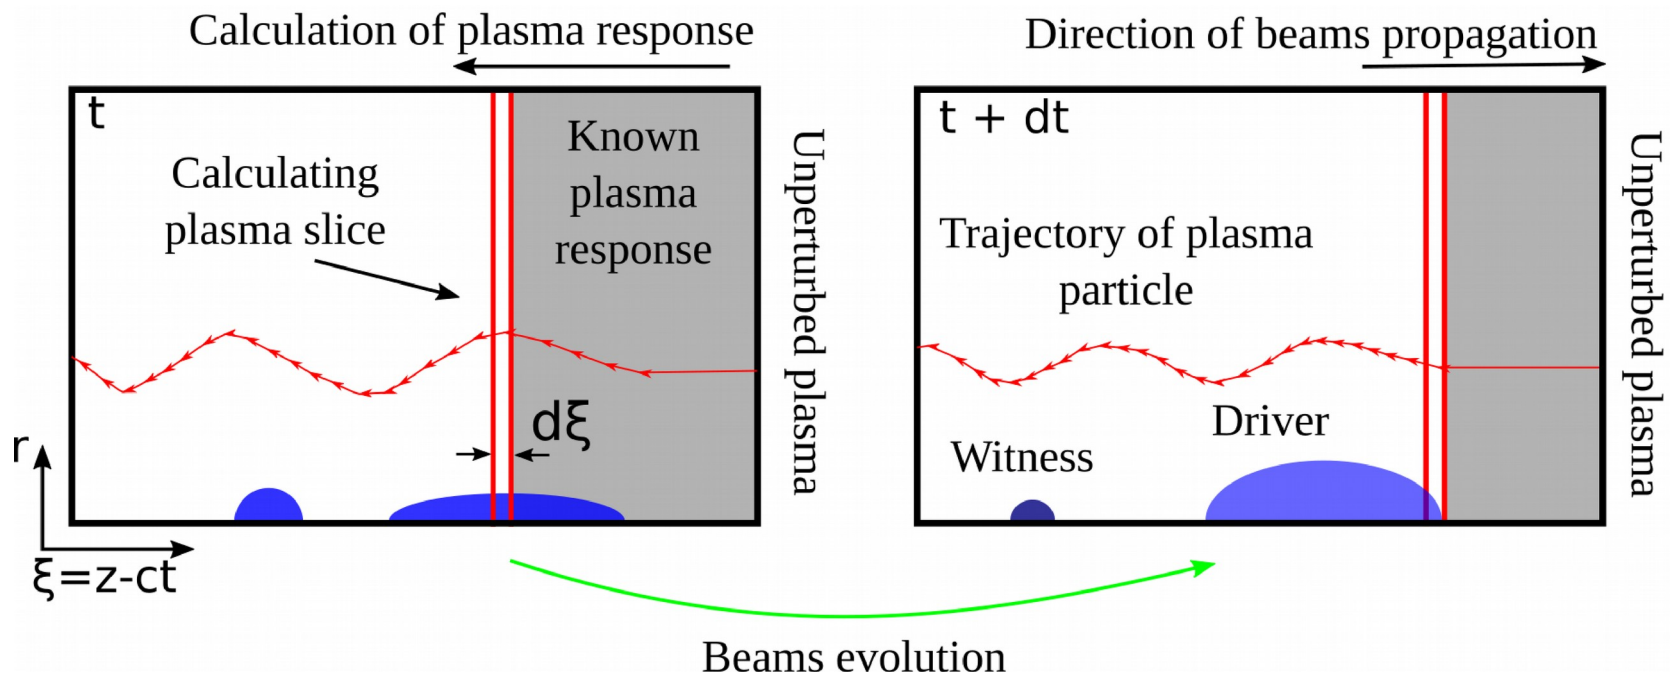 Calculation of plasma response
Direction of beams propagation
t
Known
plasma
response
Calculating
plasma slice
Unperturbed plasma
dξ
r
ξ=z-ct
t + dt
Trajectory of plasma
particle
Driver
Witness
Unperturbed plasma
Beams evolution